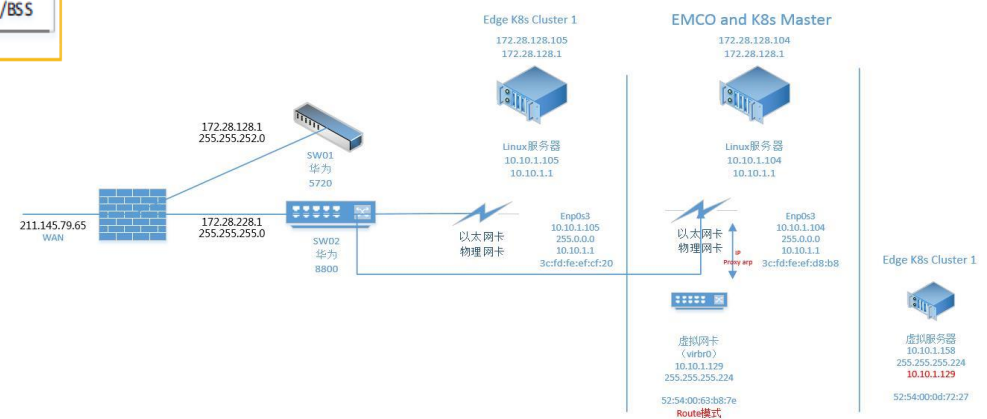 /BSS
Edge K8s Cluster 1
172.28.128.105
172.28.128.1
EMCO and K8s Master
172.28.128.104
172.28.128.1
172.28.128.1
255.255.252.0
SW01
华为
5720
Linux服务器
10.10.1.105
10.10.1.1
Linux服务器
10.10.1.104
10.10.1.1
211.145.79.65
WAN
172.28.228.1
255.255.255.0
SW02
华为
8800
以太网卡
物理网卡
Enp0s3
10.10.1.105
255.0.0.0
10.10.1.1
3c:fd:fe:ef:cf:20
以太网卡
物理网卡
IP
Proxy arp
Enp0s3
10.10.1.104
255.0.0.0
10.10.1.1
3c:fd:fe:ef:d8:b8
Edge K8s Cluster 1
虚拟网卡
（virbr0）
10.10.1.129
255.255.255.224
52:54:00:63:b8:7e
Route模式
虚拟服务器
10.10.1.158
255.255.255.224
10.10.1.129
52:54:00:0d:72:27